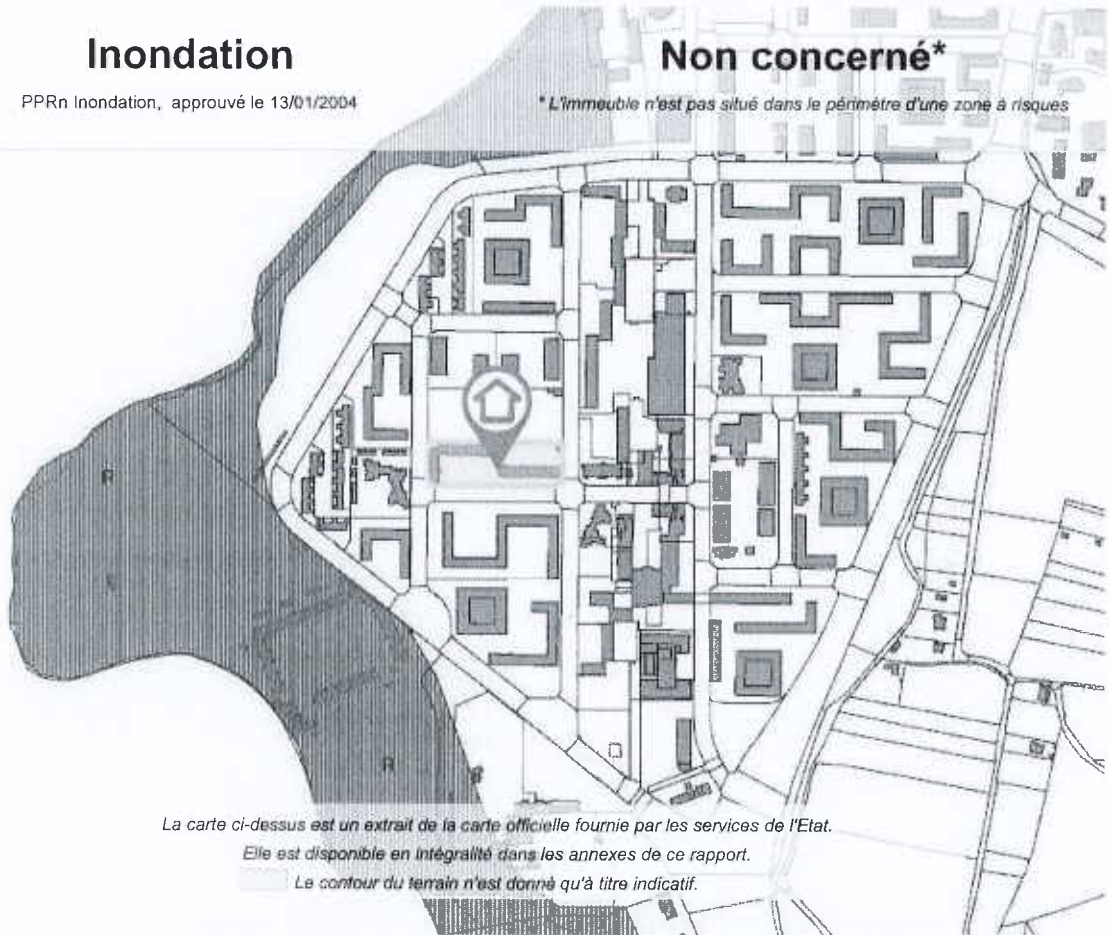 Inondation
PPRn Inondation, approuvé le 13/01/2004
Non concerné*
* L'immeuble n'est pas situé dans le périmètre d'une zone à risques
R
R
La carte ci-dessus est un extrait de la carte officielle fournie par les services de l'Etat.
Elle est disponible en intégralité dans les annexes de ce rapport.
Le contour du terrain n'est donné qu'à titre indicatif.